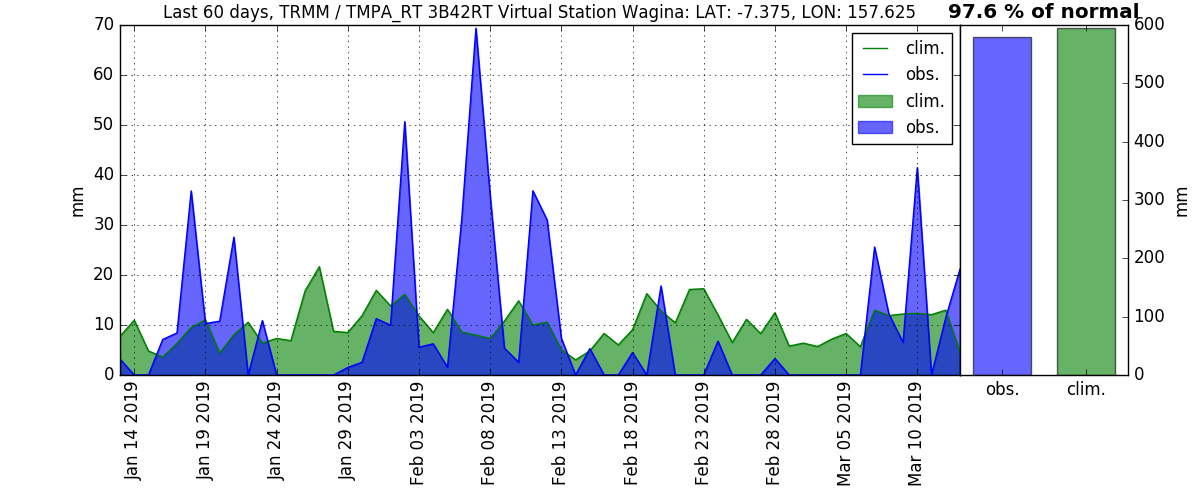 Last 60 days, TRMM / TMPA_RT 3B42RT Virtual Station Wagina: LAT: -7.375, LON: 157.625
97.6 % of normal
70
60
50
40
30
20
10
0
mm
clim.
obs.
clim.
obs.
600
500
400
300
200
100
0
mm
obs.
clim.
Jan 14 2019
Jan 19 2019
Jan 24 2019
Jan 29 2019
Feb 03 2019
Feb 08 2019
Feb 13 2019
Feb 18 2019
Feb 23 2019
Feb 28 2019
Mar 05 2019
Mar 10 2019